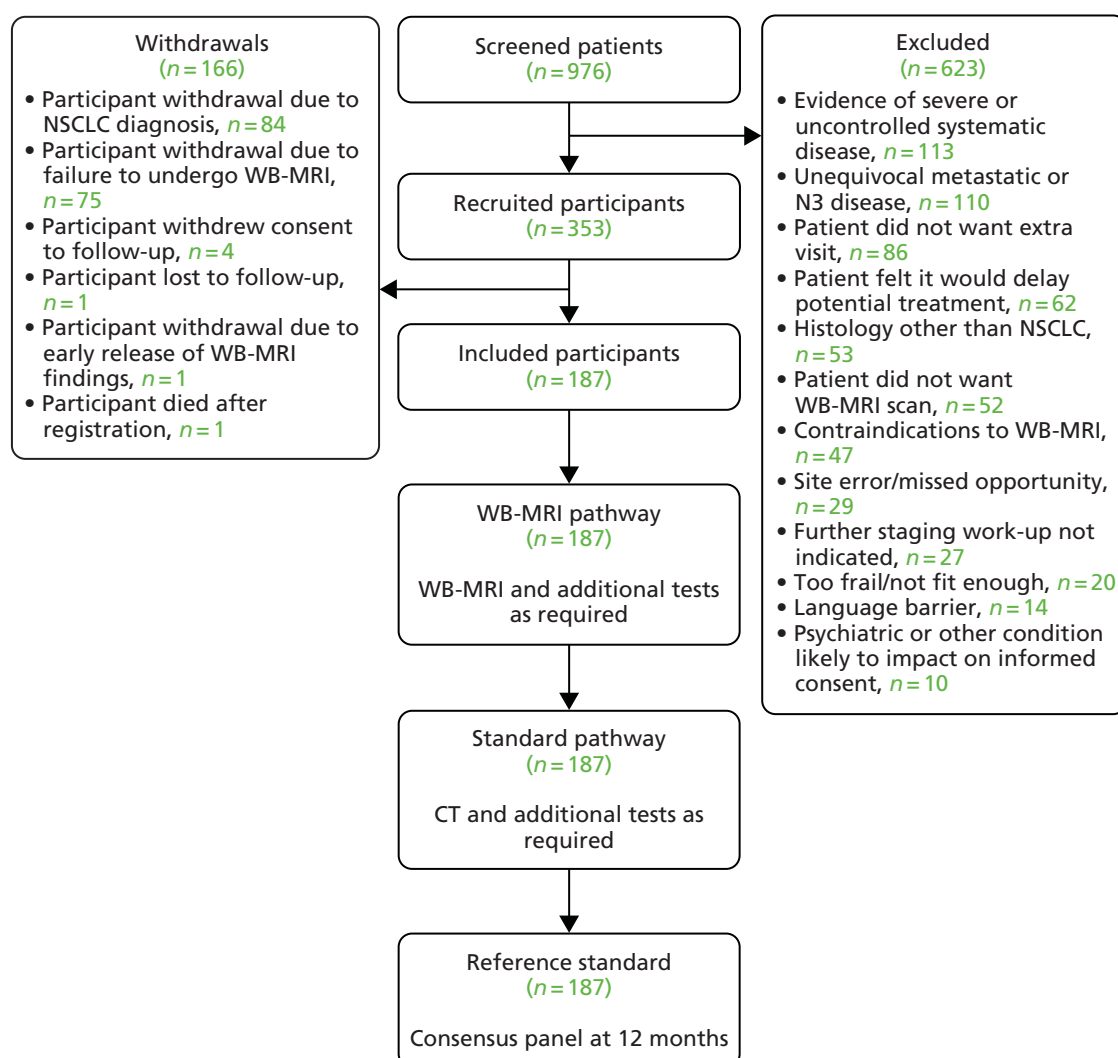 Withdrawals
(n=166)
• Participant withdrawal due to
NSCLC diagnosis, n=84
• Participant withdrawal due to
failure to undergo WB-MRI,
n=75
• Participant withdrew consent
to follow-up, n=4
• Participant lost to follow-up,
n=1
• Participant withdrawal due to
early release of WB-MRI
findings, n=1
• Participant died after
registration, n=1
Screened patients
(n=976)
Recruited participants
(n=353)
Included participants
(n=187)
WB-MRI pathway
(n=187)
WB-MRI and additional tests
as required
Standard pathway
(n=187)
CT and additional tests as
required
Reference standard
(n=187)
Consensus panel at 12 months
Excluded
(n=623)
• Evidence of severe or
uncontrolled systematic
disease, n=113
• Unequivocal metastatic or
N3 disease, n=110
• Patient did not want extra
visit, n=86
• Patient felt it would delay
potential treatment, n=62
• Histology other than NSCLC,
n=53
• Patient did not want
WB-MRI scan, n=52
• Contraindications to WB-MRI,
n=47
• Site error/missed opportunity,
n=29
• Further staging work-up not
indicated, n=27
• Too frail/not fit enough, n=20
• Language barrier, n=14
• Psychiatric or other condition
likely to impact on informed
consent, n=10